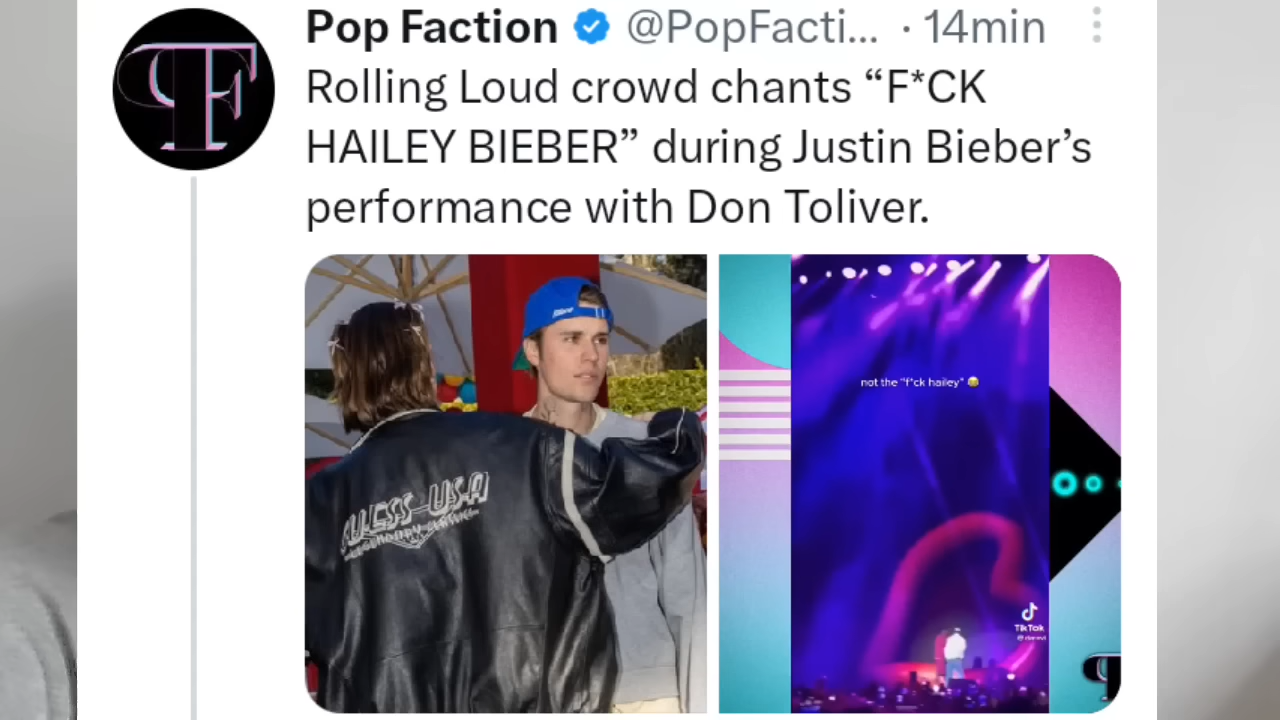 Pop Faction @PopFacti... · 14min
Rolling Loud crowd chants “F*CK
HAILEY BIEBER” during Justin Bieber’s
performance with Don Toliver.
PF
GUESS USA
not the "f*ck hailey" 😂
TikTok